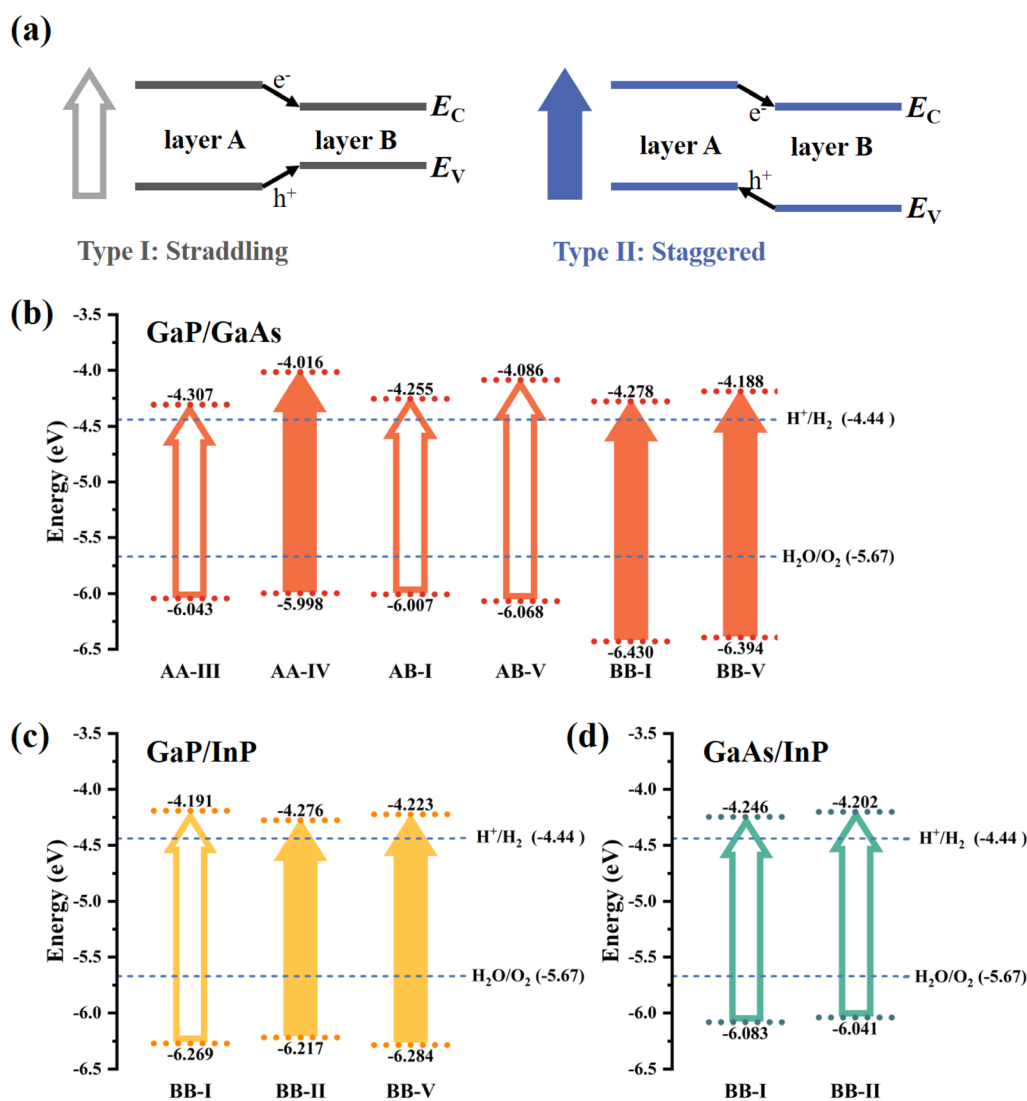 (a)
e⁻
E_C
layer A
layer B
E_V
h⁺
Type I: Straddling
e⁻
E_C
layer A
layer B
h⁺
E_V
Type II: Staggered
(b)
GaP/GaAs
Energy (eV)
-3.5
-4.0
-4.5
-5.0
-5.5
-6.0
-6.5
-4.307
-4.016
-4.255
-4.086
-4.278
-4.188
H⁺/H₂ (-4.44 )
H₂O/O₂ (-5.67)
-6.043
-5.998
-6.007
-6.068
-6.430
-6.394
AA-III
AA-IV
AB-I
AB-V
BB-I
BB-V
(c)
GaP/InP
Energy (eV)
-3.5
-4.0
-4.5
-5.0
-5.5
-6.0
-6.5
-4.191
-4.276
-4.223
H⁺/H₂ (-4.44 )
H₂O/O₂ (-5.67)
-6.269
-6.217
-6.284
BB-I
BB-II
BB-V
(d)
GaAs/InP
Energy (eV)
-3.5
-4.0
-4.5
-5.0
-5.5
-6.0
-6.5
-4.246
-4.202
H⁺/H₂ (-4.44 )
H₂O/O₂ (-5.67)
-6.083
-6.041
BB-I
BB-II